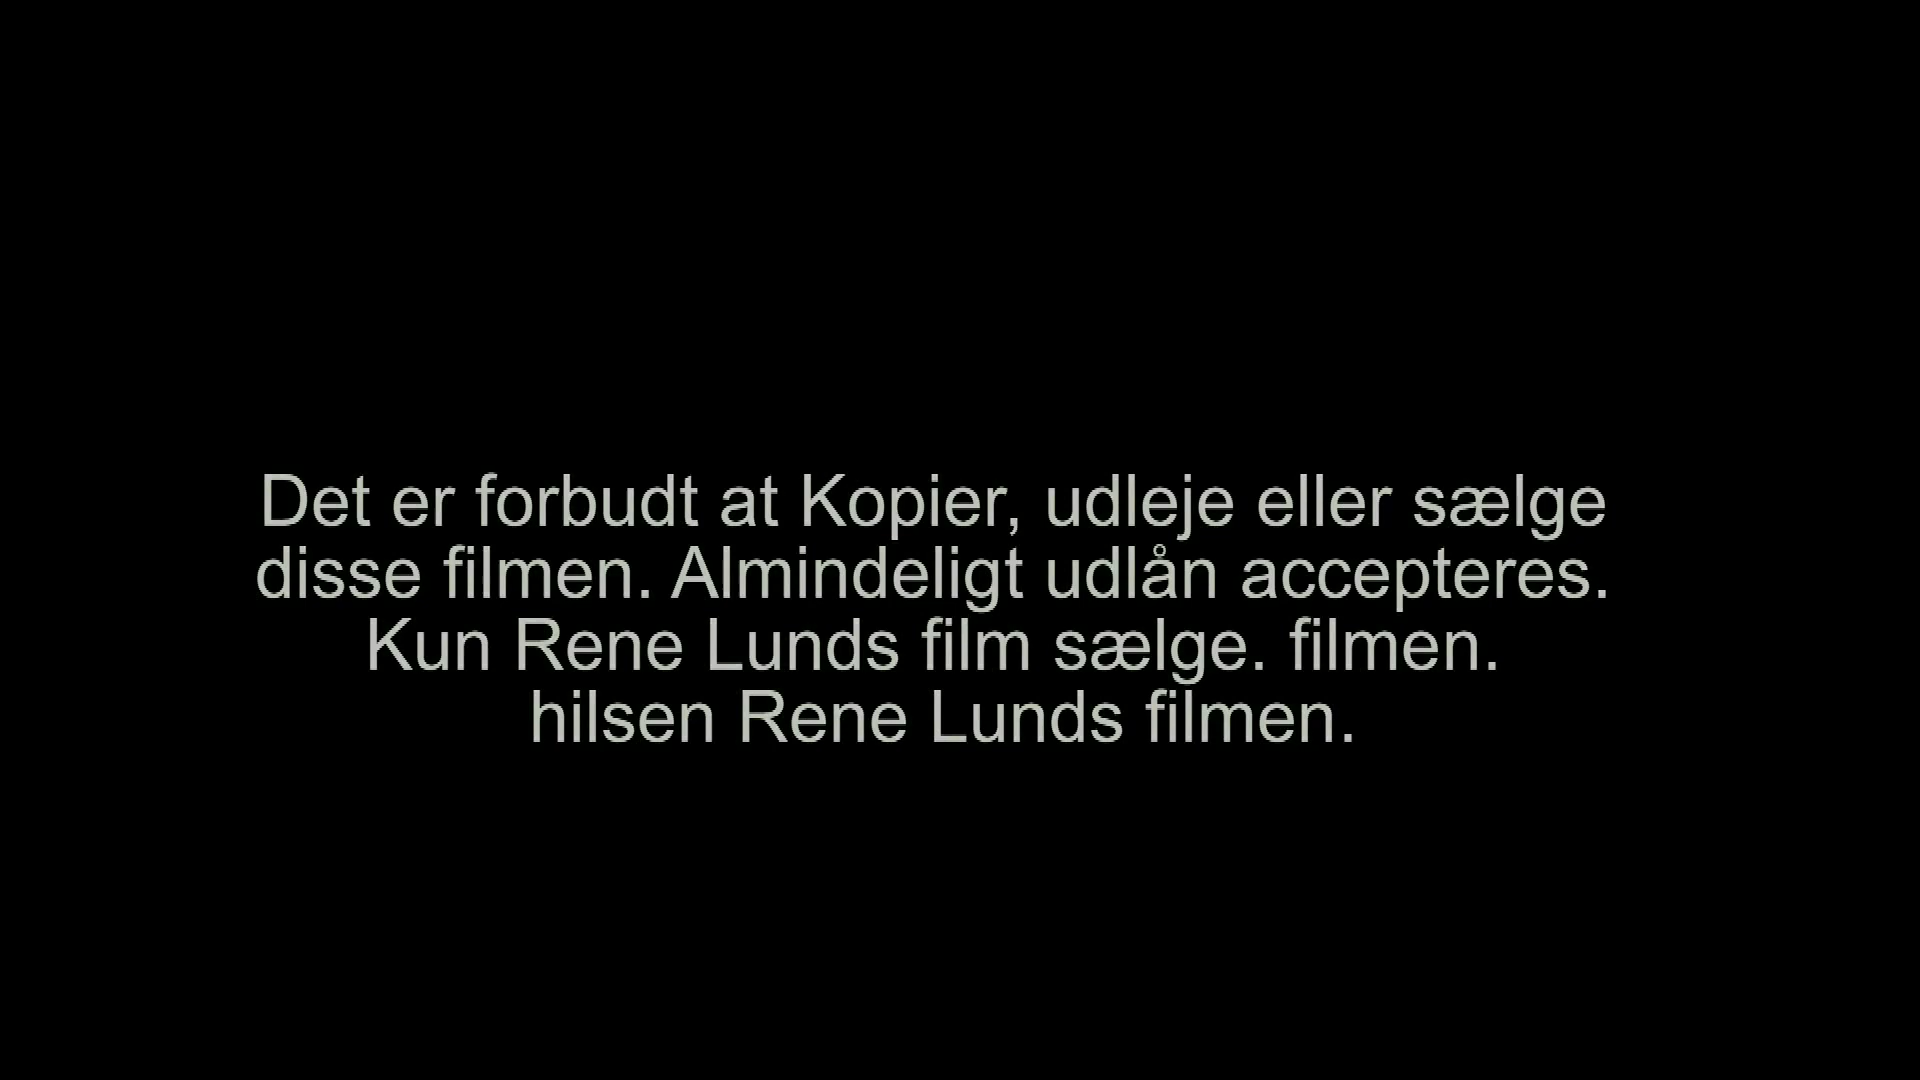 Det er forbudt at Kopier, udleje eller sælge
disse filmen. Almindeligt udlån accepteres.
Kun Rene Lunds film sælge. filmen.
hilsen Rene Lunds filmen.